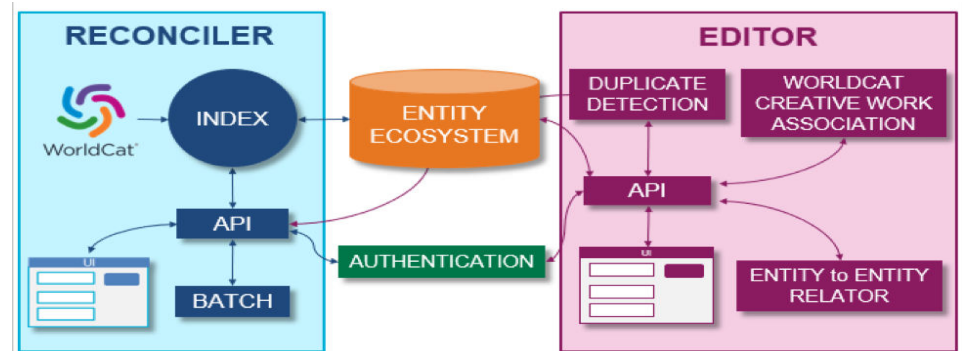 RECONCILER
WorldCat®
INDEX
API
UI
BATCH
ENTITY
ECOSYSTEM
AUTHENTICATION
EDITOR
DUPLICATE
DETECTION
WORLDCAT
CREATIVE WORK
ASSOCIATION
API
UI
ENTITY to ENTITY
RELATOR